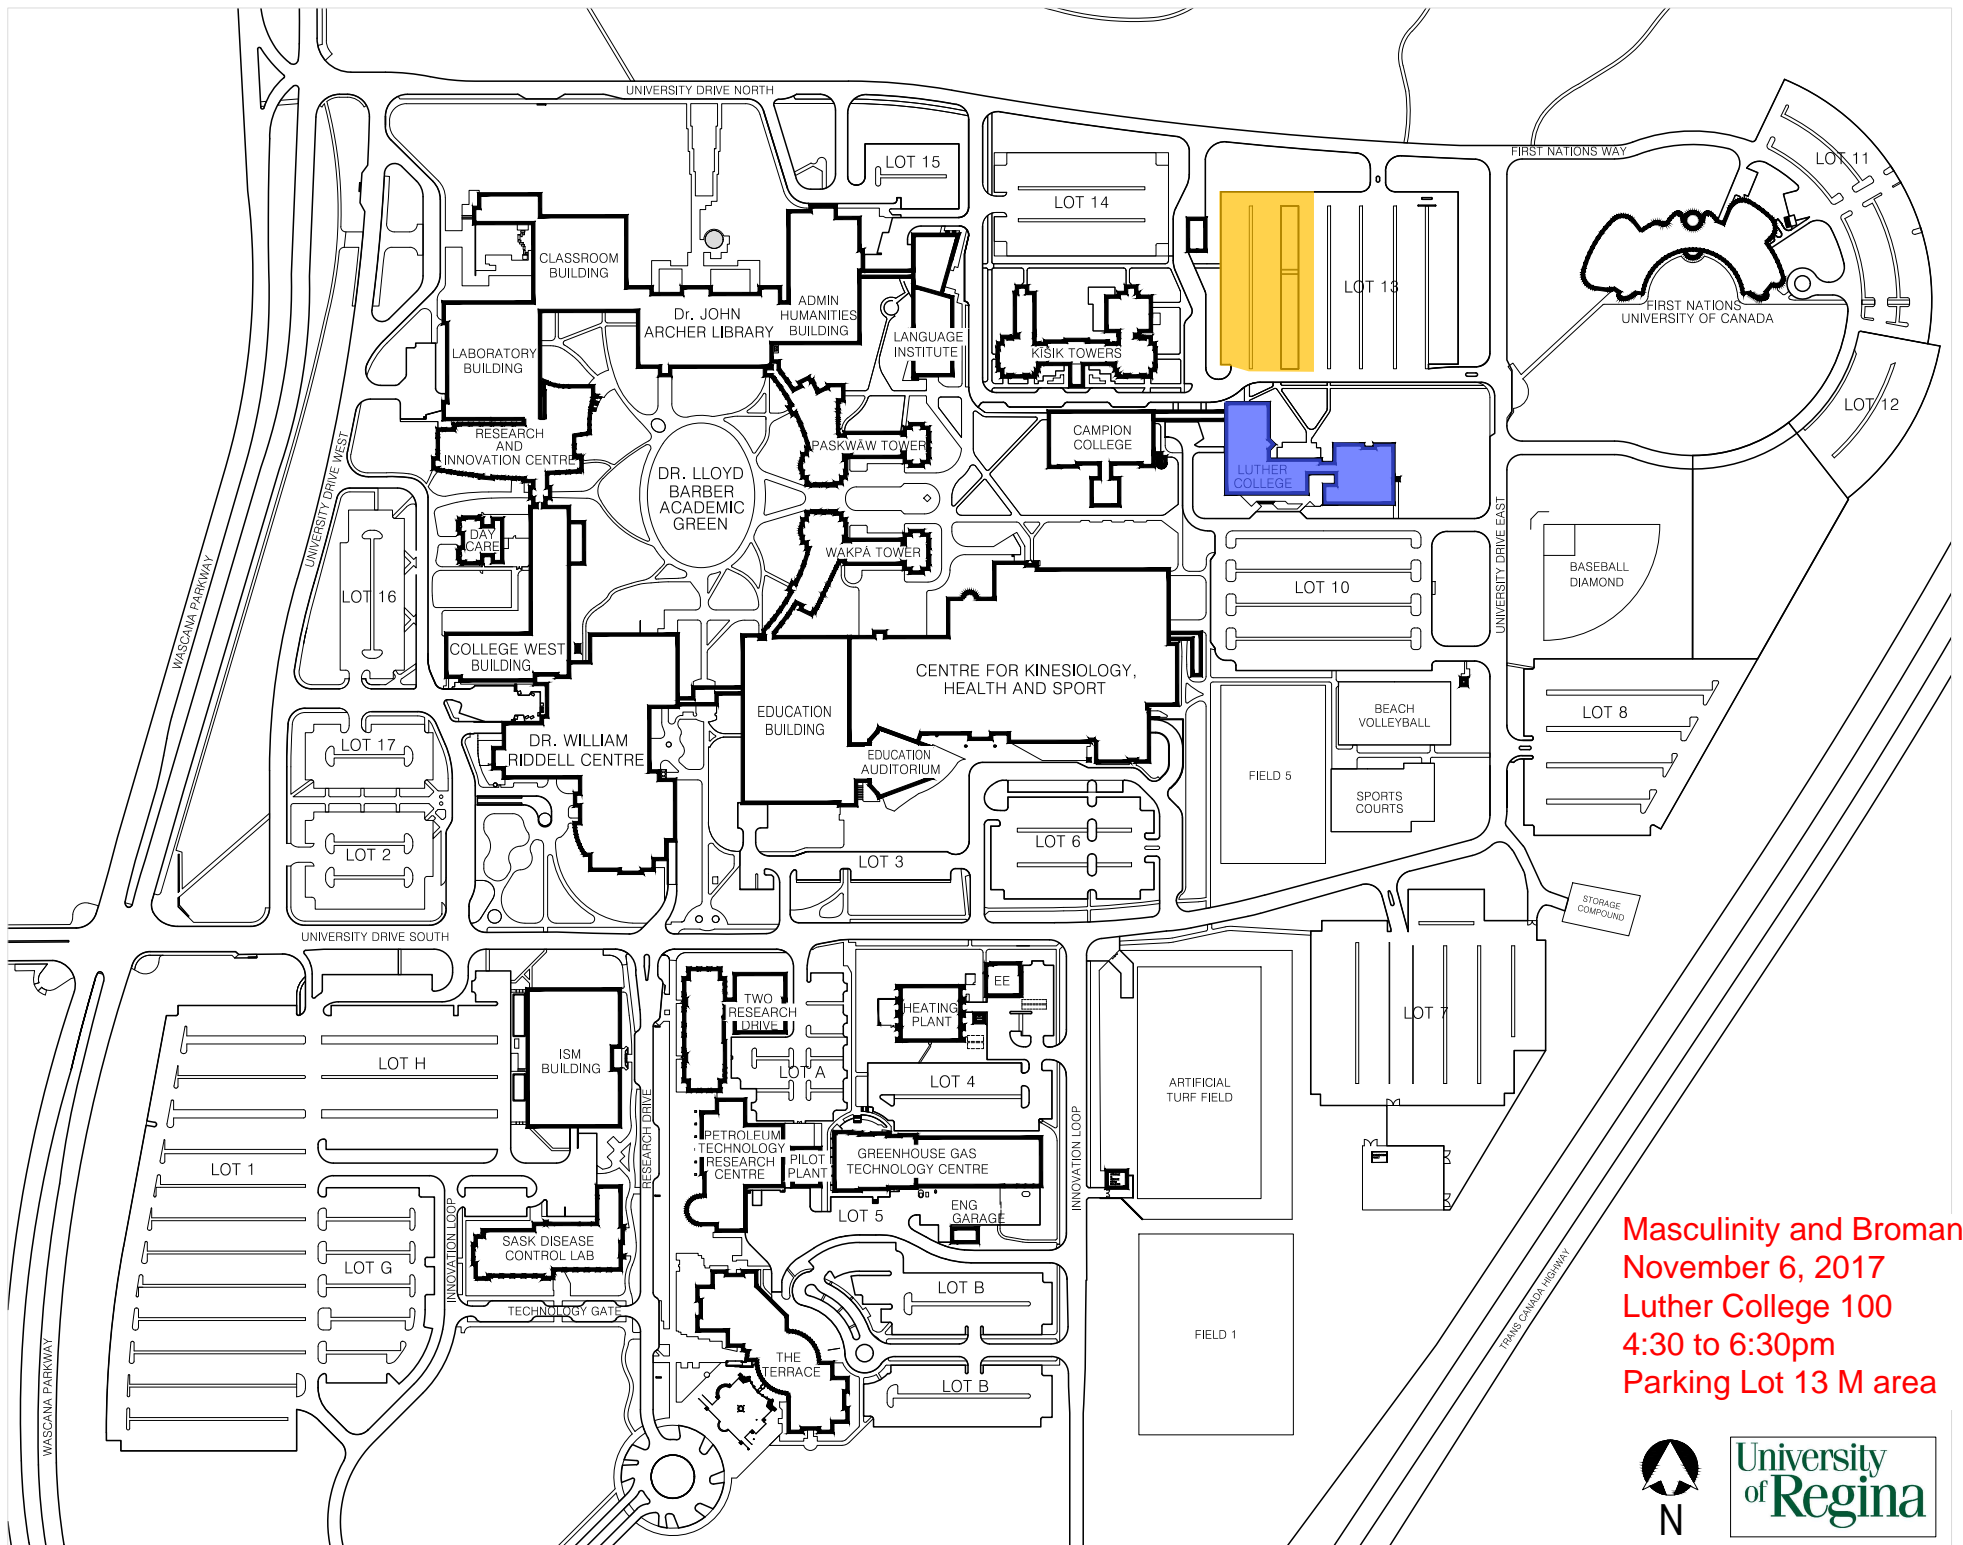 UNIVERSITY DRIVE NORTH
FIRST NATIONS WAY
LOT 15
LOT 11
LOT 14
CLASSROOM
BUILDING
LOT 13
ADMIN
HUMANITIES
BUILDING
Dr. JOHN
ARCHER LIBRARY
FIRST NATIONS
UNIVERSITY OF CANADA
LANGUAGE
INSTITUTE
KĪSIK TOWERS
LABORATORY
BUILDING
LOT 12
RESEARCH
AND
INNOVATION CENTRE
PASKWĀW TOWER
CAMPION
COLLEGE
LUTHER
COLLEGE
DR. LLOYD
BARBER
ACADEMIC
GREEN
UNIVERSITY DRIVE WEST
UNIVERSITY DRIVE EAST
DAY
CARE
WAKPĀ TOWER
BASEBALL
DIAMOND
LOT 16
LOT 10
WASCANA PARKWAY
COLLEGE WEST
BUILDING
CENTRE FOR KINESIOLOGY,
HEALTH AND SPORT
EDUCATION
BUILDING
BEACH
VOLLEYBALL
LOT 8
LOT 17
DR. WILLIAM
RIDDELL CENTRE
EDUCATION
AUDITORIUM
FIELD 5
SPORTS
COURTS
LOT 2
LOT 3
LOT 6
STORAGE
COMPOUND
UNIVERSITY DRIVE SOUTH
TWO
RESEARCH
DRIVE
EE
HEATING
PLANT
LOT 7
ISM
BUILDING
LOT H
LOT A
LOT 4
ARTIFICIAL
TURF FIELD
RESEARCH DRIVE
INNOVATION LOOP
PETROLEUM
TECHNOLOGY
RESEARCH
CENTRE
PILOT
PLANT
GREENHOUSE GAS
TECHNOLOGY CENTRE
LOT 1
LOT 5
ENG
GARAGE
INNOVATION LOOP
SASK DISEASE
CONTROL LAB
LOT G
LOT B
TECHNOLOGY GATE
FIELD 1
TRANS CANADA HIGHWAY
WASCANA PARKWAY
THE
TERRACE
LOT B
Masculinity and Broman
November 6, 2017
Luther College 100
4:30 to 6:30pm
Parking Lot 13 M area
N
University
of Regina